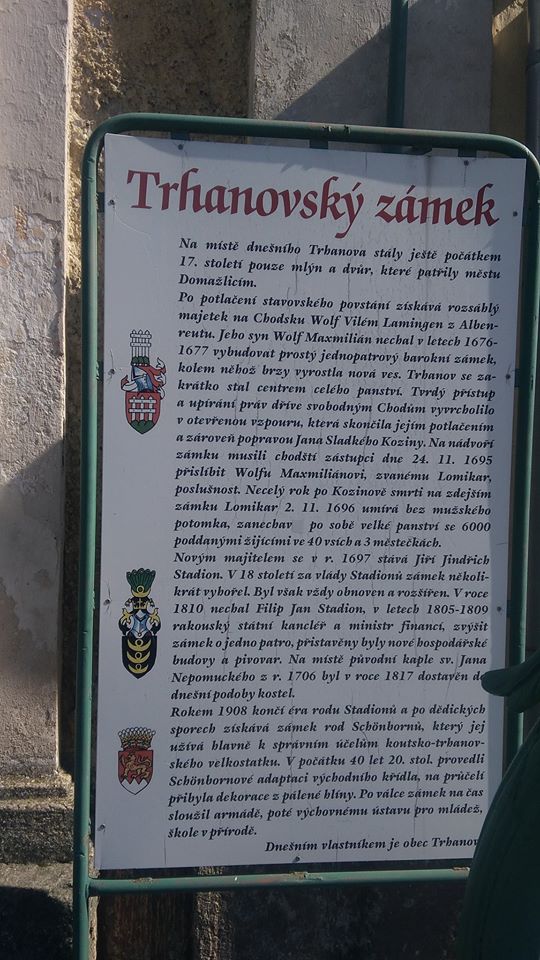 Trhanovský zámek
Na místě dnešního Trhanova stály ještě počátkem
17. století pouze mlýn a dvůr, které patřily městu
Domažlicím.
Po potlačení stavovského povstání získává rozsáhlý
majetek na Chodsku Wolf Vilém Lamingen z Alben-
reutu. Jeho syn Wolf Maxmilián nechal v letech 1676-
1677 vybudovat prostý jednopatrový barokní zámek,
kolem něhož brzy vyrostla nová ves. Trhanov se za-
krátko stal centrem celého panství. Tvrdý přístup
a upírání práv dříve svobodným Chodům vyvrcholilo
v otevřenou vzpouru, která skončila jejím potlačením
a zároveň popravou Jana Sladkého Koziny. Na nádvoří
zámku musili chodští zástupci dne 24. 11. 1695
přislíbit Wolfu Maxmiliánovi, zvanému Lomikar,
poslušnost. Necelý rok po Kozinově smrti na zdejším
zámku Lomikar 2. 11. 1696 umírá bez mužského
potomka, zanechav po sobě velké panství se 6000
poddanými žijícími ve 40 vsích a 3 městečkách.
Novým majitelem se v r. 1697 stává Jiří Jindřich
Stadion. V 18 století za vlády Stadionů zámek několi-
krát vyhořel. Byl však vždy obnoven a rozšířen. V roce
1810 nechal Filip Jan Stadion, v letech 1805-1809
rakouský státní kancléř a ministr financí, zvýšit
zámek o jedno patro, přistavěny byly nové hospodářské
budovy a pivovar. Na místě původní kaple sv. Jana
Nepomuckého z r. 1706 byl v roce 1817 dostavěn do
dnešní podoby kostel.
Rokem 1908 končí éra rodu Stadionů a po dědických
sporech získává zámek rod Schönbornů, který jej
užívá hlavně k správním účelům koutsko-trhanov-
ského velkostatku. V počátku 40 let 20. stol. provedli
Schönbornové adaptaci východního křídla, na průčelí
přibyla dekorace z pálené hlíny. Po válce zámek na čas
sloužil armádě, poté výchovnému ústavu pro mládež,
škole v přírodě.
Dnešním vlastníkem je obec Trhanov